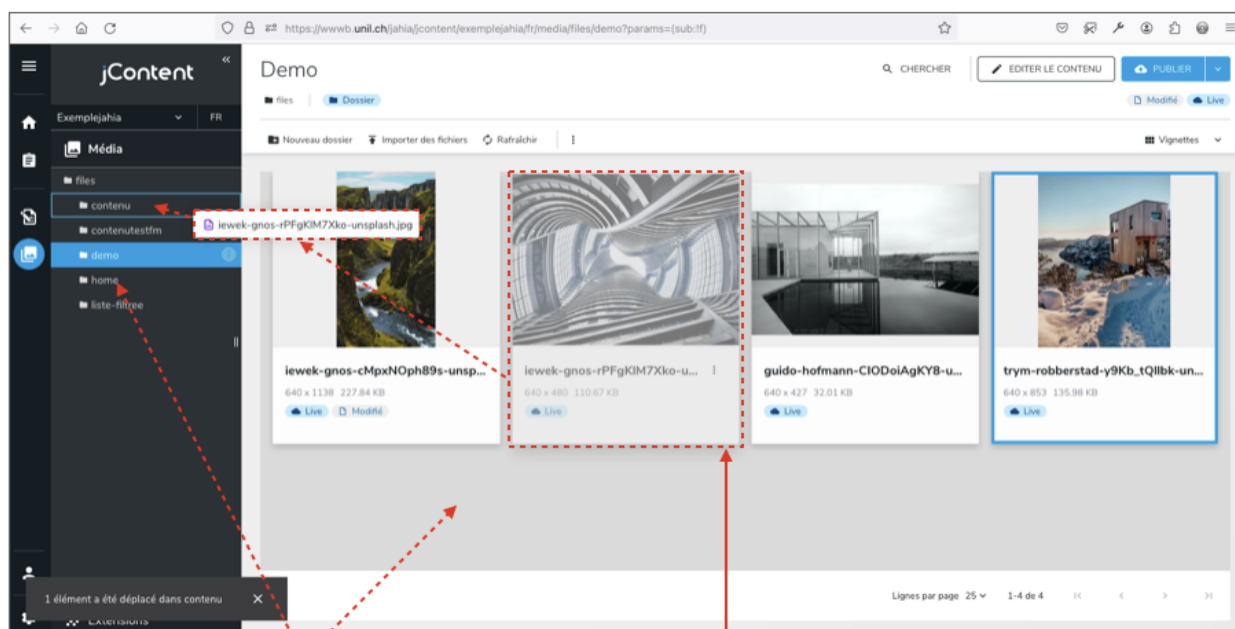 https://wwwb.unil.ch/jahia/jcontent/exemplejahia/fr/media/files/demo?params=(sub:!f)
jContent
«
Demo
CHERCHER
EDITER LE CONTENU
PUBLIER
files
Dossier
Modifié
Live
Exemplejahia
FR
Nouveau dossier
Importer des fichiers
Rafraîchir
Vignettes
Média
files
contenu
contenutestfm
demo
home
liste-filtree
iewek-gnos-rPFgKlM7Xko-unsplash.jpg
iewek-gnos-cMpxNOph89s-unsp...
640 x 1138 227.84 KB
Live
Modifié
iewek-gnos-rPFgKlM7Xko-u...
640 x 480 110.67 KB
Live
guido-hofmann-CIODoiAgKY8-u...
640 x 427 32.01 KB
Live
trym-robberstad-y9Kb_tQIlbk-un...
640 x 853 135.98 KB
Live
1 élément a été déplacé dans contenu
Extensions
Lignes par page 25
1-4 de 4